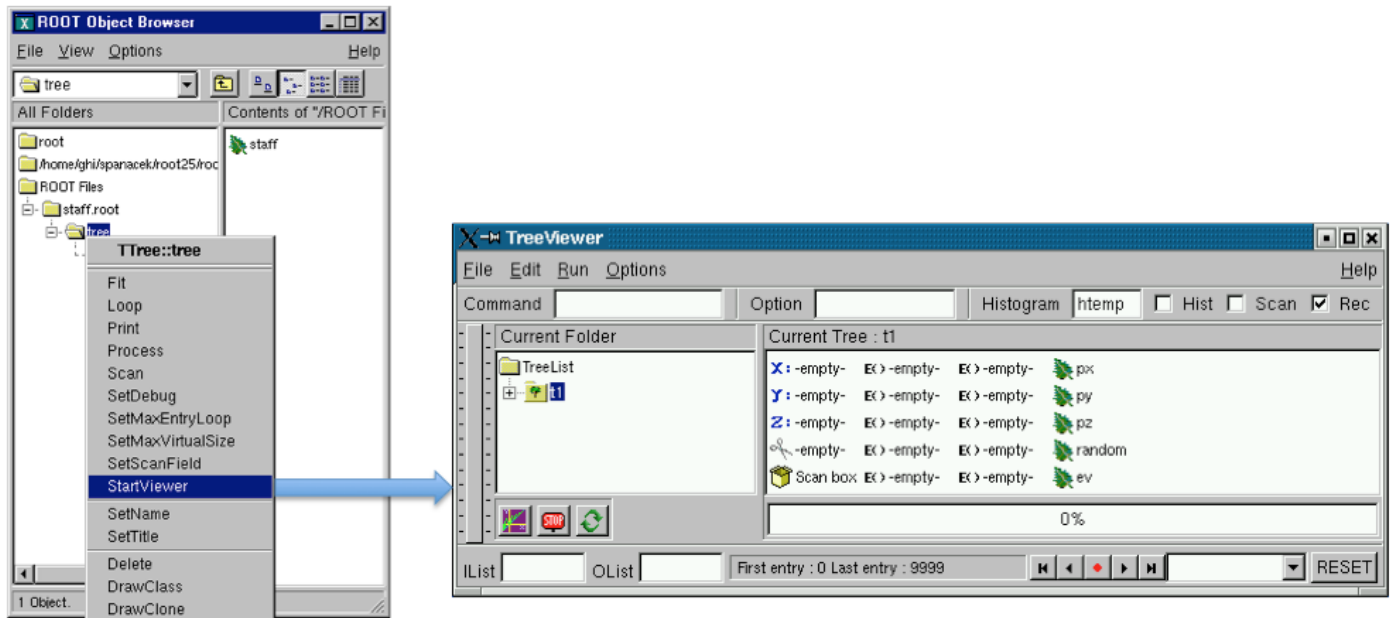 ROOT Object Browser
File View Options Help
tree
All Folders
Contents of "/ROOT Fi
root
/home/ghi/spanacek/root25/roc
ROOT Files
staff.root
tree
staff
TTree::tree
Fit
Loop
Print
Process
Scan
SetDebug
SetMaxEntryLoop
SetMaxVirtualSize
SetScanField
StartViewer
SetName
SetTitle
Delete
DrawClass
DrawClone
1 Object.
TreeViewer
File Edit Run Options Help
Command Option Histogram htemp Hist Scan Rec
Current Folder
TreeList
t1
Current Tree : t1
X: -empty- E() -empty- E() -empty- px
Y: -empty- E() -empty- E() -empty- py
Z: -empty- E() -empty- E() -empty- pz
-empty- E() -empty- E() -empty- random
Scan box E() -empty- E() -empty- ev
STOP
0%
IList OList First entry : 0 Last entry : 9999 RESET